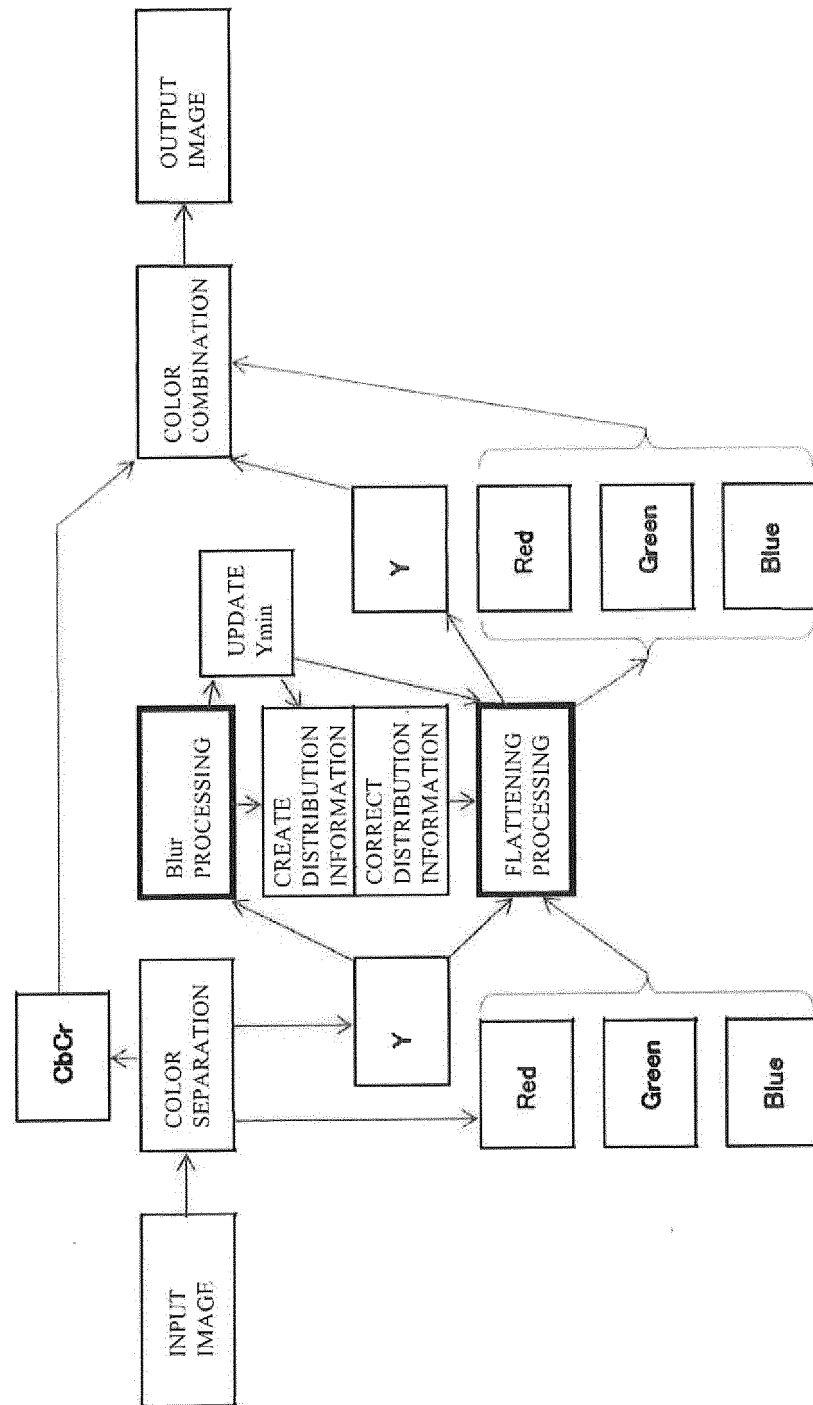 INPUT
IMAGE
COLOR
SEPARATION
CbCr
Y
Red
Green
Blue
Blur
PROCESSING
UPDATE
Ymin
CREATE
DISTRIBUTION
INFORMATION
CORRECT
DISTRIBUTION
INFORMATION
FLATTENING
PROCESSING
Y
Red
Green
Blue
COLOR
COMBINATION
OUTPUT
IMAGE